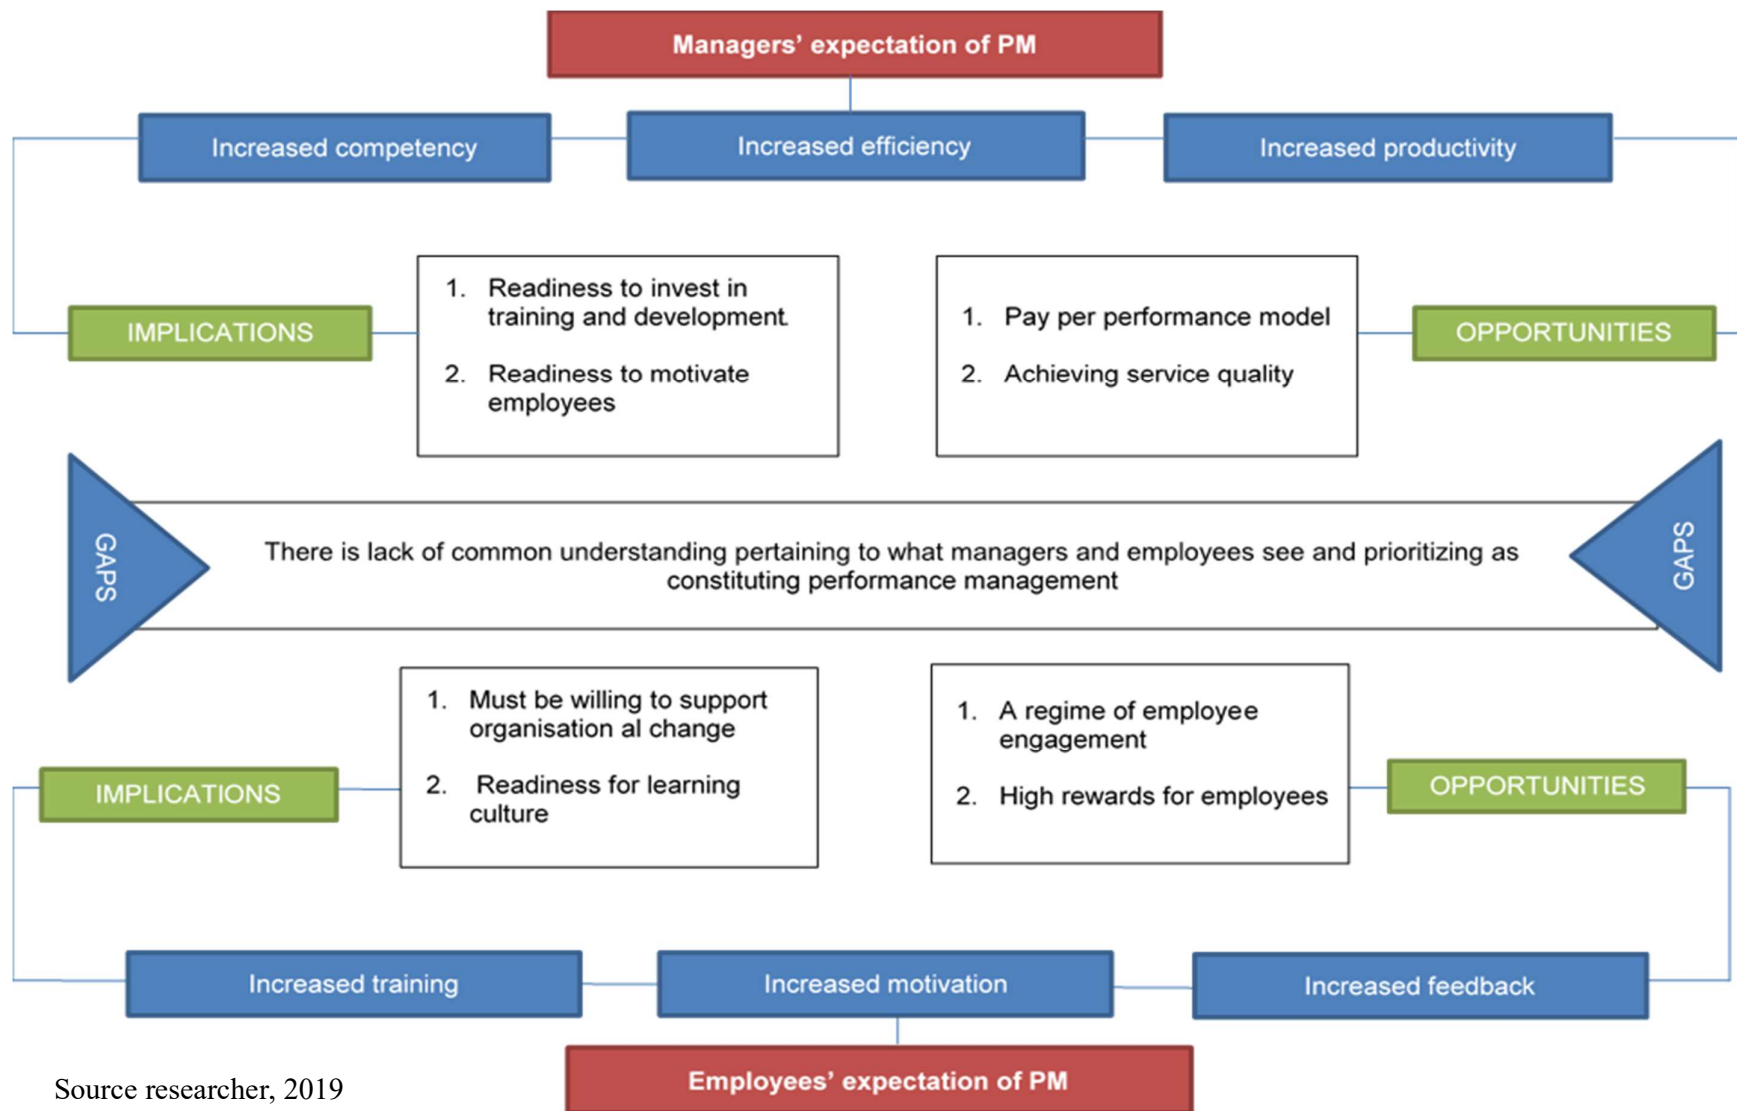 Managers’ expectation of PM
Increased competency
Increased efficiency
Increased productivity
IMPLICATIONS
1. Readiness to invest in
training and development.
2. Readiness to motivate
employees
1. Pay per performance model
2. Achieving service quality
OPPORTUNITIES
GAPS
There is lack of common understanding pertaining to what managers and employees see and prioritizing as
constituting performance management
GAPS
IMPLICATIONS
1. Must be willing to support
organisation al change
2. Readiness for learning
culture
1. A regime of employee
engagement
2. High rewards for employees
OPPORTUNITIES
Increased training
Increased motivation
Increased feedback
Employees’ expectation of PM
Source researcher, 2019